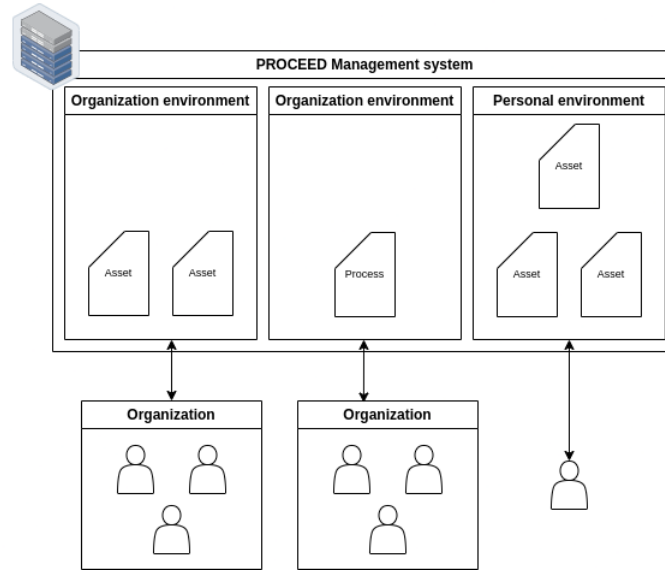 PROCEED Management system
Organization environment
Organization environment
Personal environment
Asset
Asset
Asset
Process
Asset
Asset
Organization
Organization